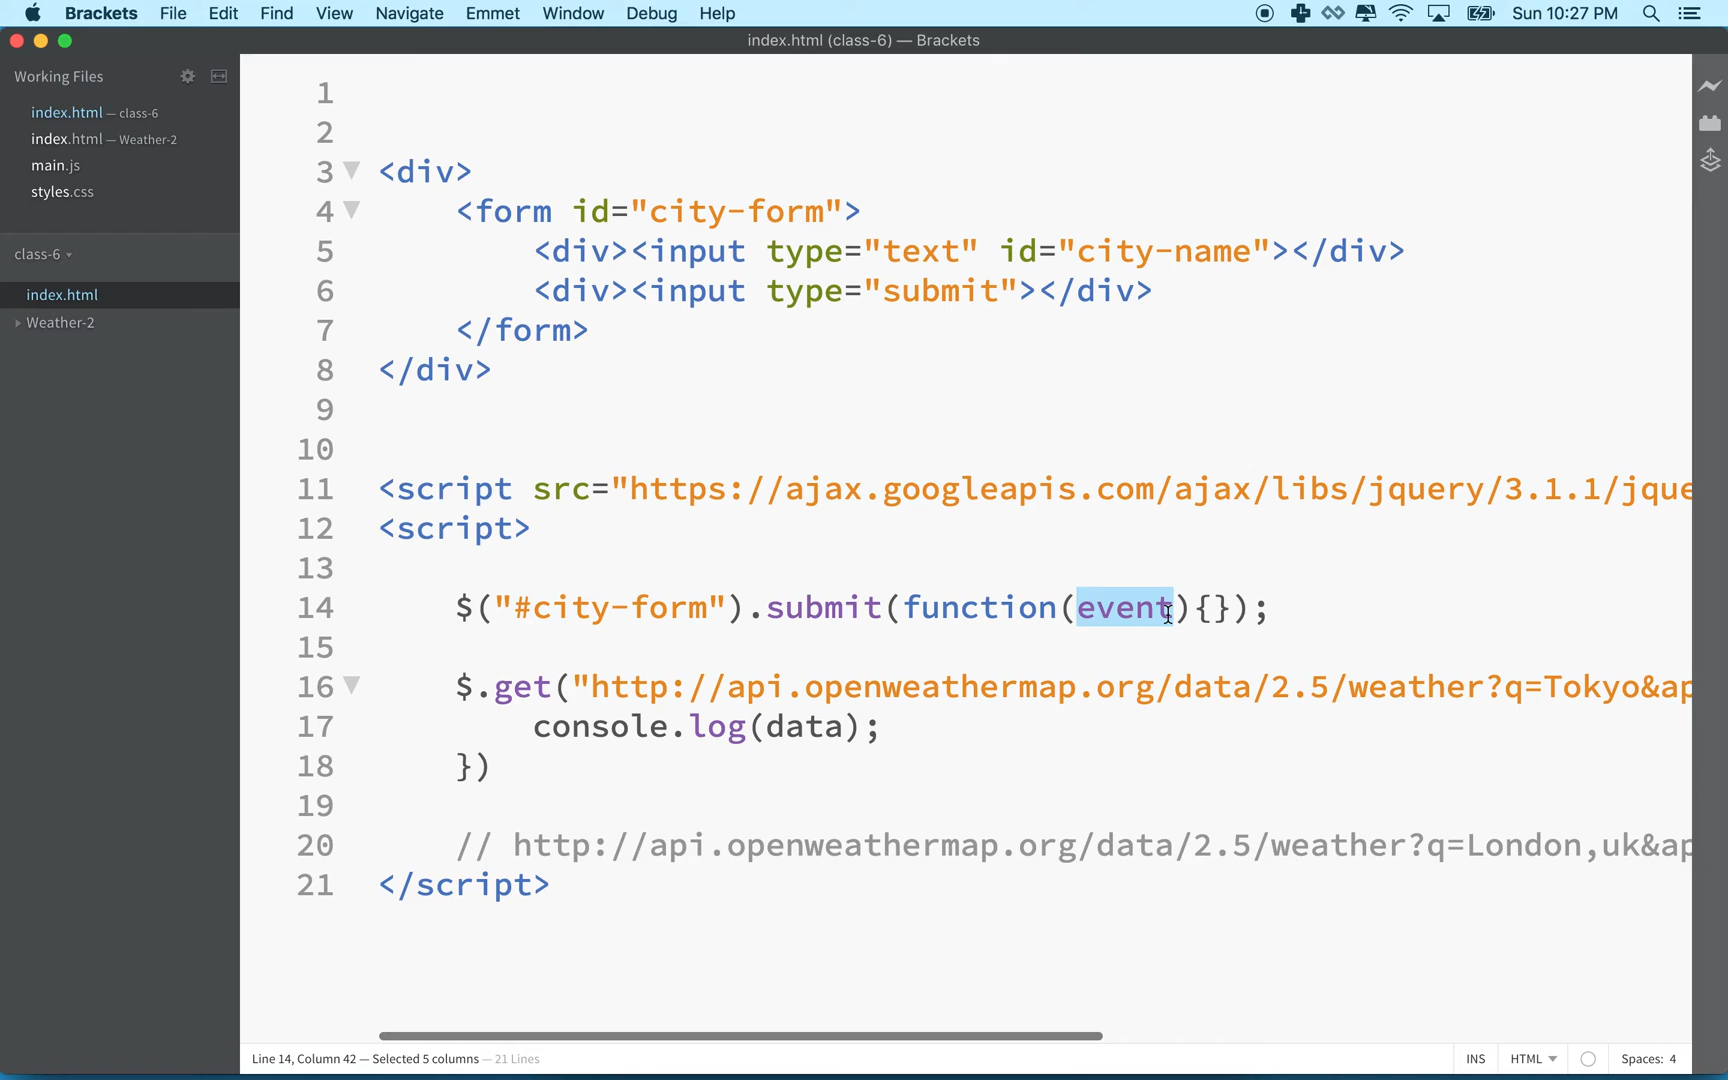 Brackets File Edit Find View Navigate Emmet Window Debug Help Sun 10:27 PM
index.html (class-6) — Brackets
Working Files
index.html — class-6
index.html — Weather-2
main.js
styles.css
class-6
index.html
Weather-2
1
2
3 <div>
4 <form id="city-form">
5 <div><input type="text" id="city-name"></div>
6 <div><input type="submit"></div>
7 </form>
8 </div>
9
10
11 <script src="https://ajax.googleapis.com/ajax/libs/jquery/3.1.1/jque
12 <script>
13
14 $("#city-form").submit(function(event){});
15
16 $.get("http://api.openweathermap.org/data/2.5/weather?q=Tokyo&ap
17 console.log(data);
18 })
19
20 // http://api.openweathermap.org/data/2.5/weather?q=London,uk&ap
21 </script>
Line 14, Column 42 — Selected 5 columns — 21 Lines INS HTML Spaces: 4